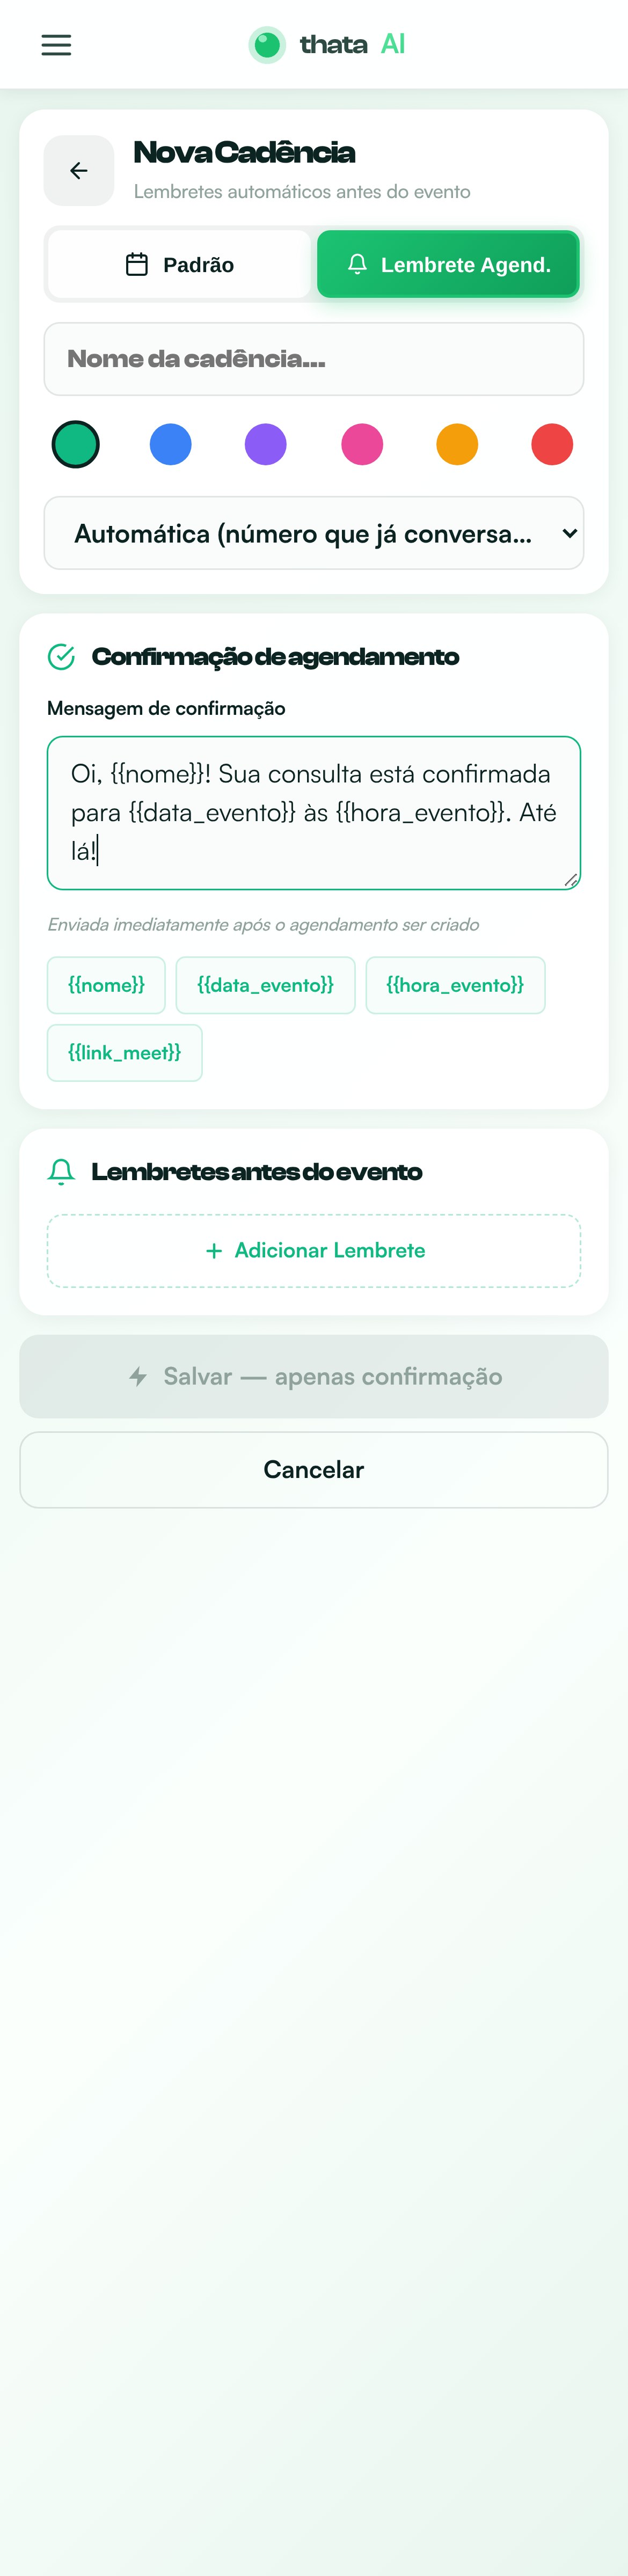 thata AI
Nova Cadência
Lembretes automáticos antes do evento
Padrão
Lembrete Agend.
Nome da cadência...
Automática (número que já conversa...
Confirmação de agendamento
Mensagem de confirmação
Oi, {{nome}}! Sua consulta está confirmada
para {{data_evento}} às {{hora_evento}}. Até
lá!
Enviada imediatamente após o agendamento ser criado
{{nome}} {{data_evento}} {{hora_evento}}
{{link_meet}}
Lembretes antes do evento
+ Adicionar Lembrete
Salvar — apenas confirmação
Cancelar